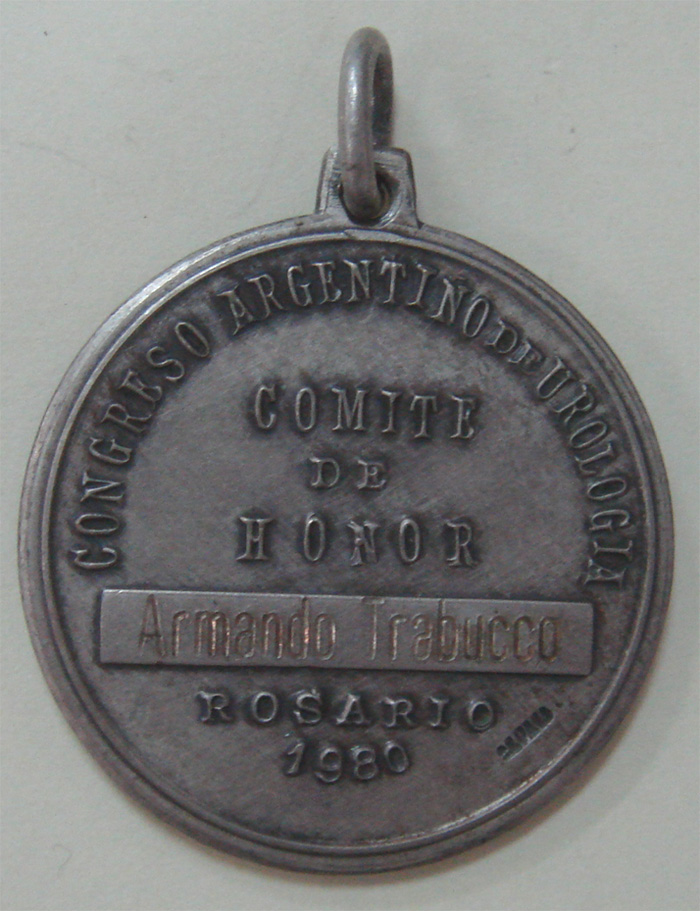 CONGRESO ARGENTINO DE UROLOGIA
COMITE
DE
HONOR
Armando Trabucco
ROSARIO
1980